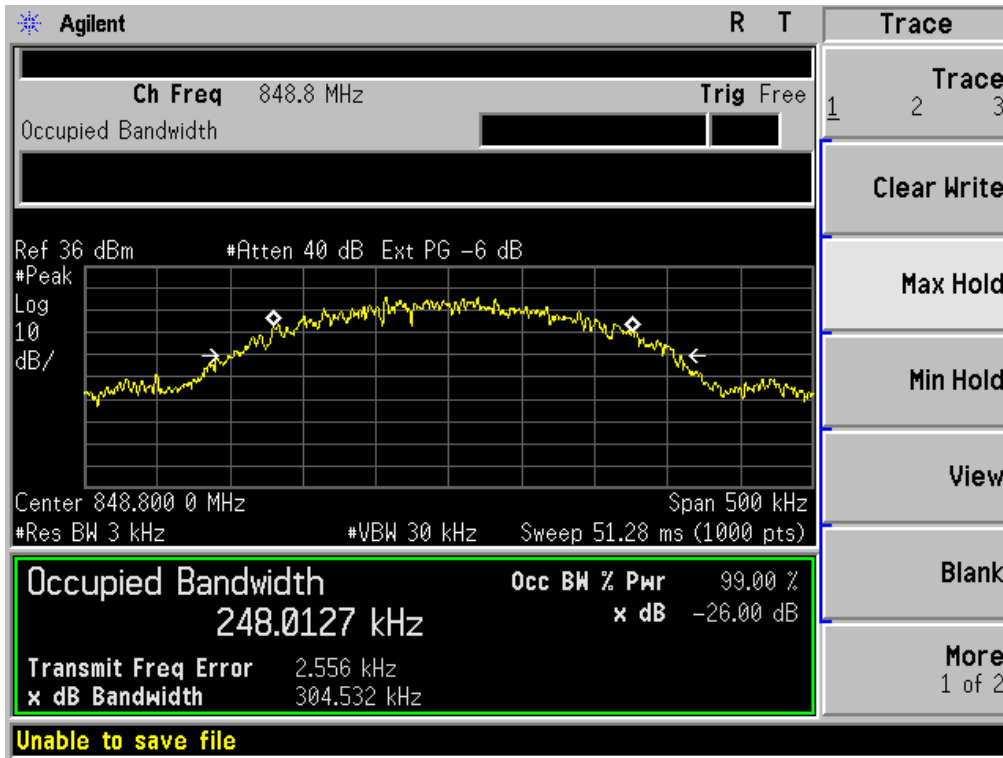 Agilent R T
Ch Freq 848.8 MHz Trig Free
Occupied Bandwidth
Ref 36 dBm #Atten 40 dB Ext PG -6 dB
#Peak
Log
10
dB/
Center 848.800 0 MHz Span 500 kHz
#Res BW 3 kHz #VBW 30 kHz Sweep 51.28 ms (1000 pts)
Occupied Bandwidth Occ BW % Pwr 99.00 %
248.0127 kHz x dB -26.00 dB
Transmit Freq Error 2.556 kHz
x dB Bandwidth 304.532 kHz
Unable to save file
Trace
Trace
1 2 3
Clear Write
Max Hold
Min Hold
View
Blank
More
1 of 2